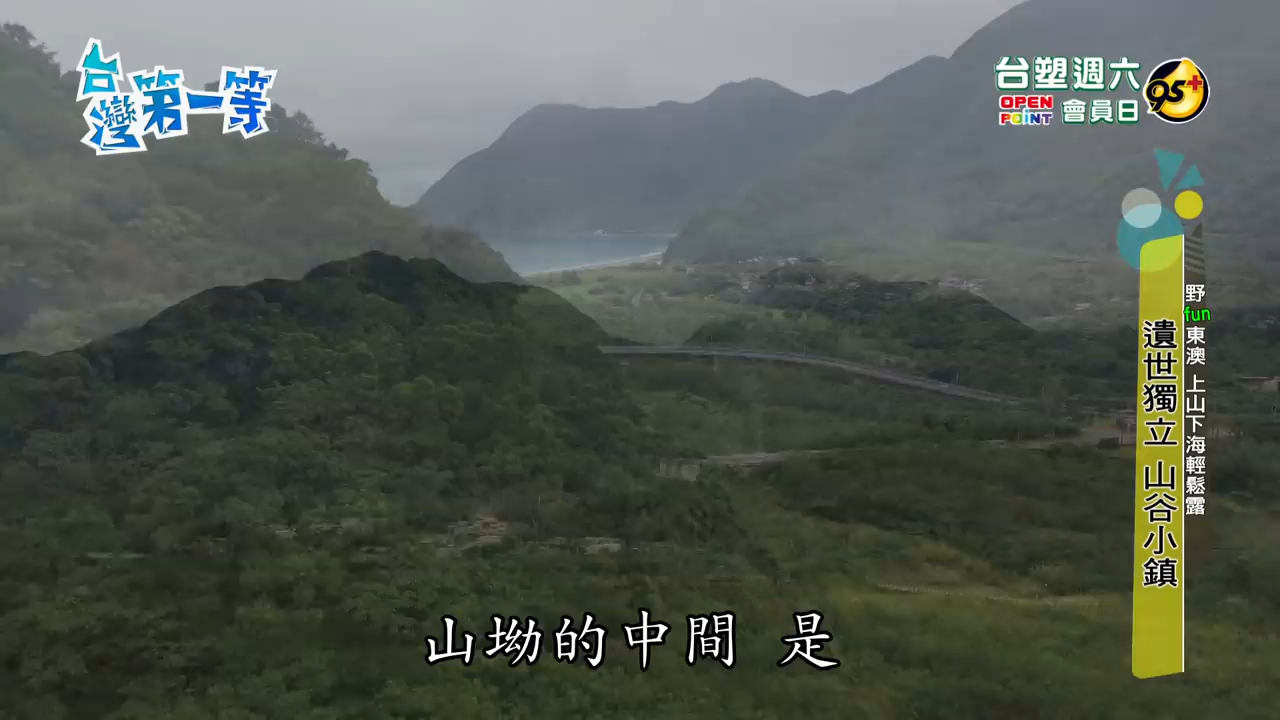 台灣第一等
台塑週六
OPEN POINT 會員日
95+
野fun東澳 上山下海輕鬆露
遺世獨立 山谷小鎮
山坳的中間 是